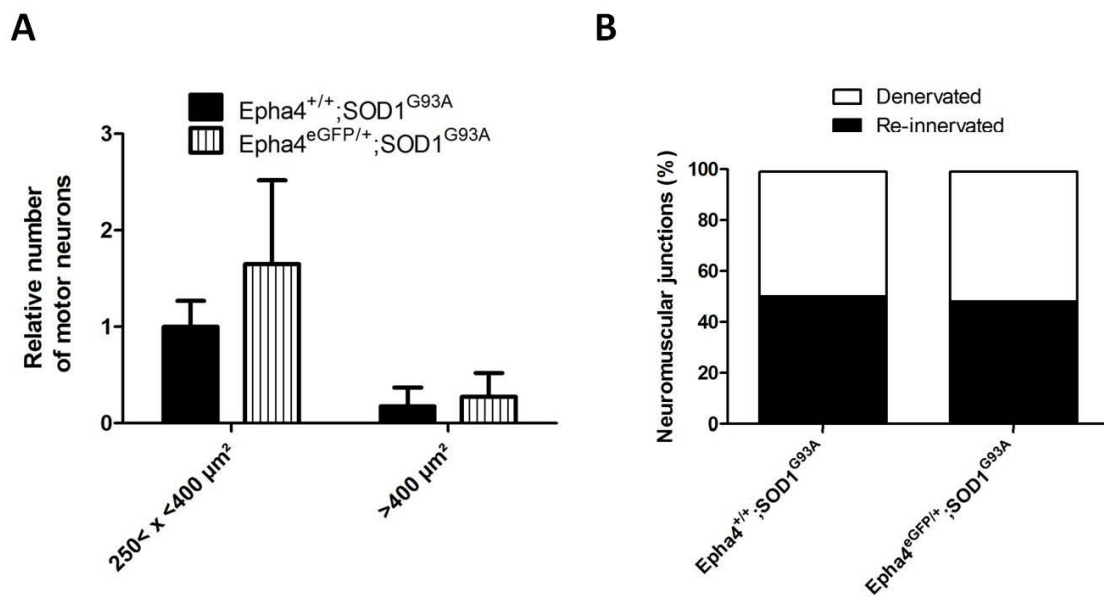 A
Epha4+/+;SOD1G93A
Epha4eGFP/+;SOD1G93A
Relative number
of motor neurons
3
2
1
0
250< x <400 µm²
>400 µm²
B
Denervated
Re-innervated
Neuromuscular junctions (%)
100
80
60
40
20
0
Epha4+/+;SOD1G93A
Epha4eGFP/+;SOD1G93A